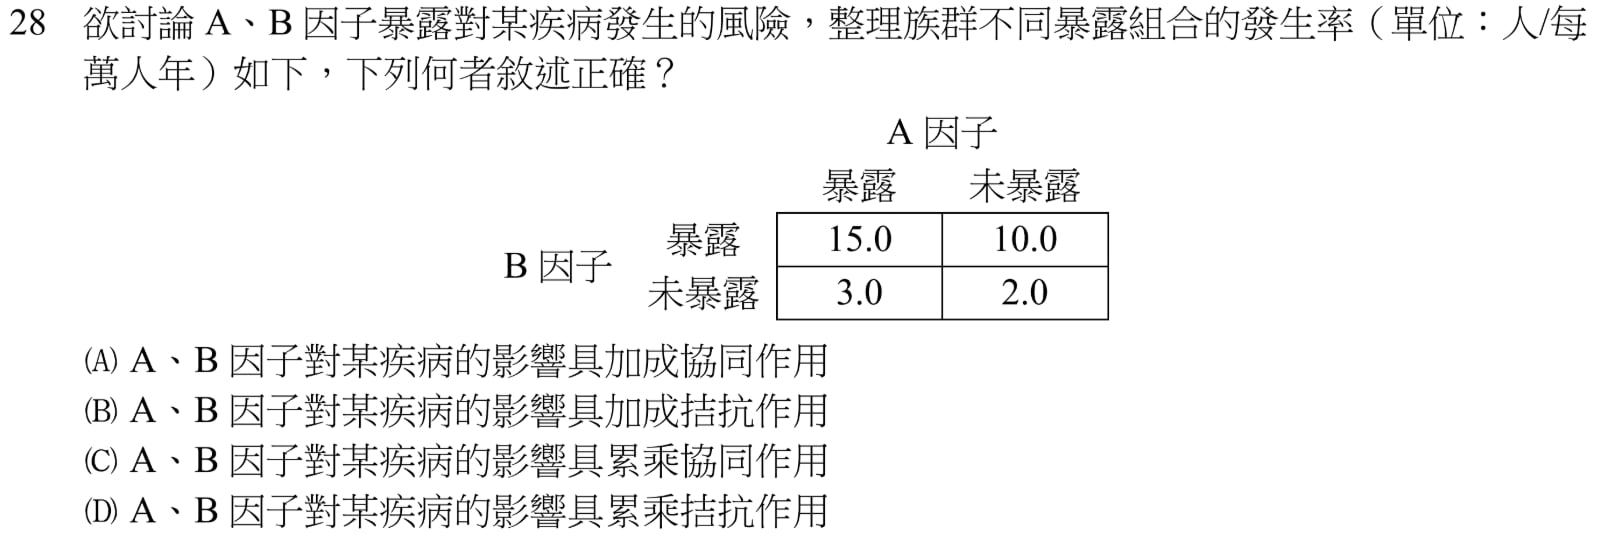 28 欲討論 A、B 因子暴露對某疾病發生的風險，整理族群不同暴露組合的發生率（單位：人/每
萬人年）如下，下列何者敘述正確？
A 因子
暴露 未暴露
暴露 15.0 10.0
B 因子
未暴露 3.0 2.0
(A) A、B 因子對某疾病的影響具加成協同作用
(B) A、B 因子對某疾病的影響具加成拮抗作用
(C) A、B 因子對某疾病的影響具累乘協同作用
(D) A、B 因子對某疾病的影響具累乘拮抗作用